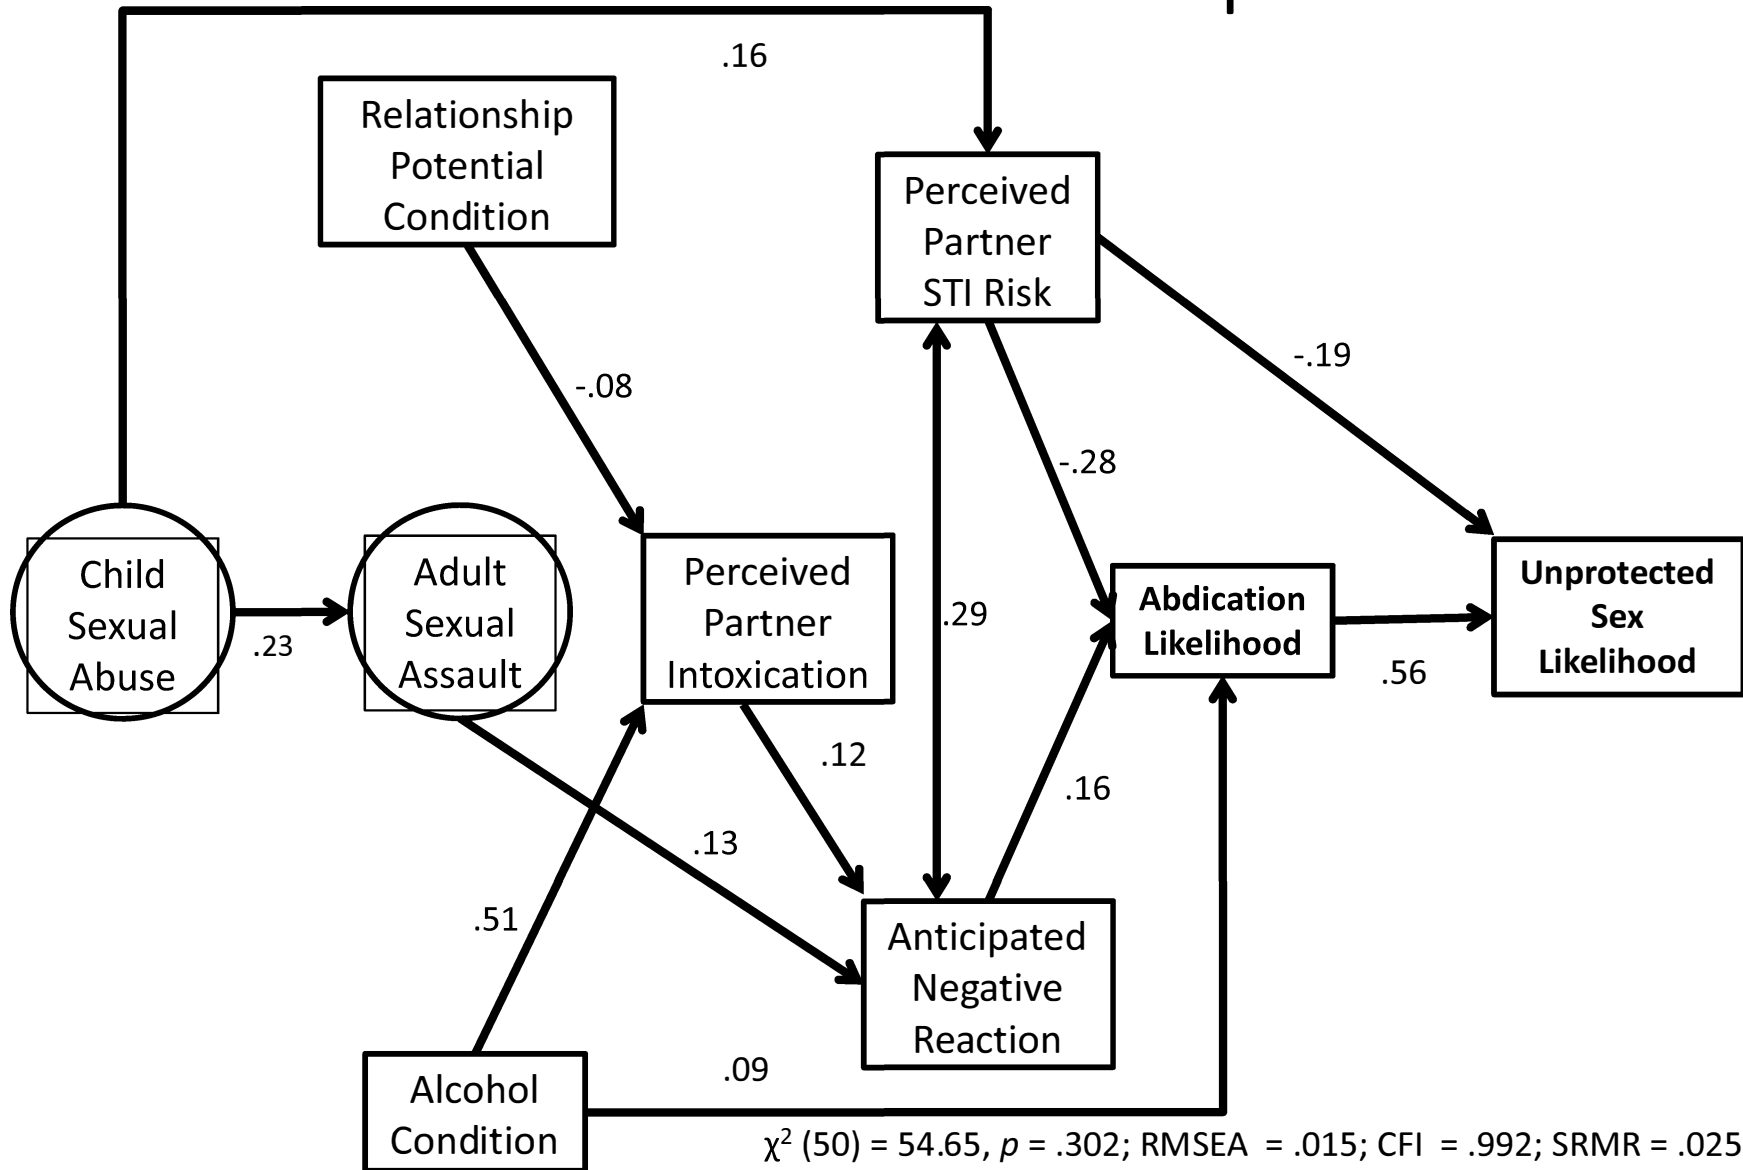 .16
Relationship
Potential
Condition
Perceived
Partner
STI Risk
-.19
-.08
-.28
Child
Sexual
Abuse
.23
Adult
Sexual
Assault
Perceived
Partner
Intoxication
.29
Abdication
Likelihood
.56
Unprotected
Sex
Likelihood
.12
.16
.13
.51
Anticipated
Negative
Reaction
.09
Alcohol
Condition
χ² (50) = 54.65, p = .302; RMSEA = .015; CFI = .992; SRMR = .025